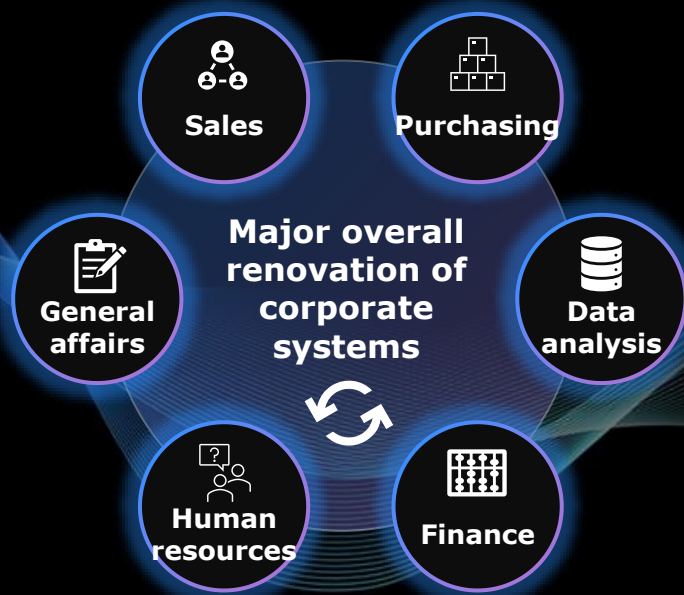 Sales
Purchasing
Major overall
renovation of
corporate
systems
General
affairs
Data
analysis
?
Human
resources
Finance